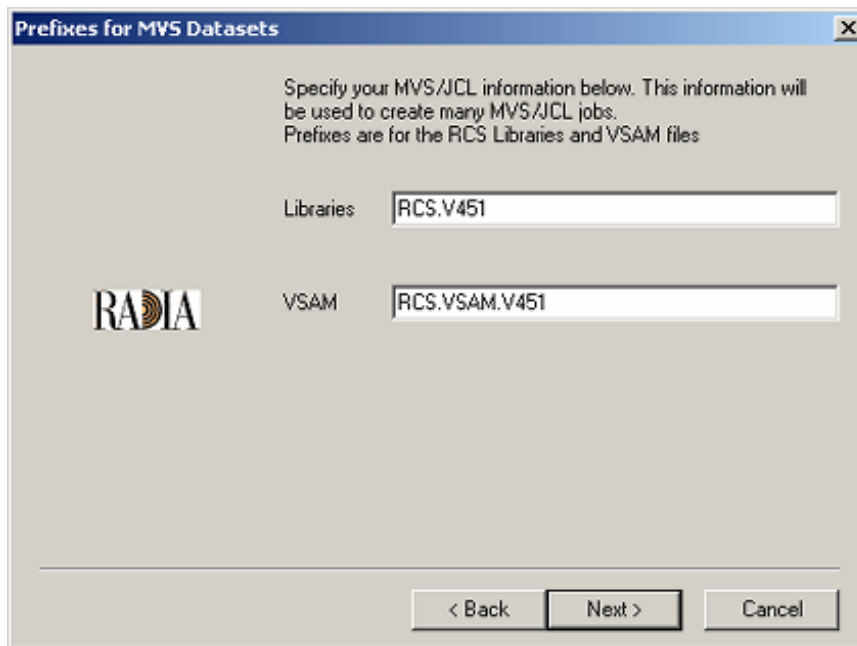 Prefixes for MVS Datasets
Specify your MVS/JCL information below. This information will
be used to create many MVS/JCL jobs.
Prefixes are for the RCS Libraries and VSAM files
Libraries RCS.V451
RADIA
VSAM RCS.VSAM.V451
< Back Next > Cancel